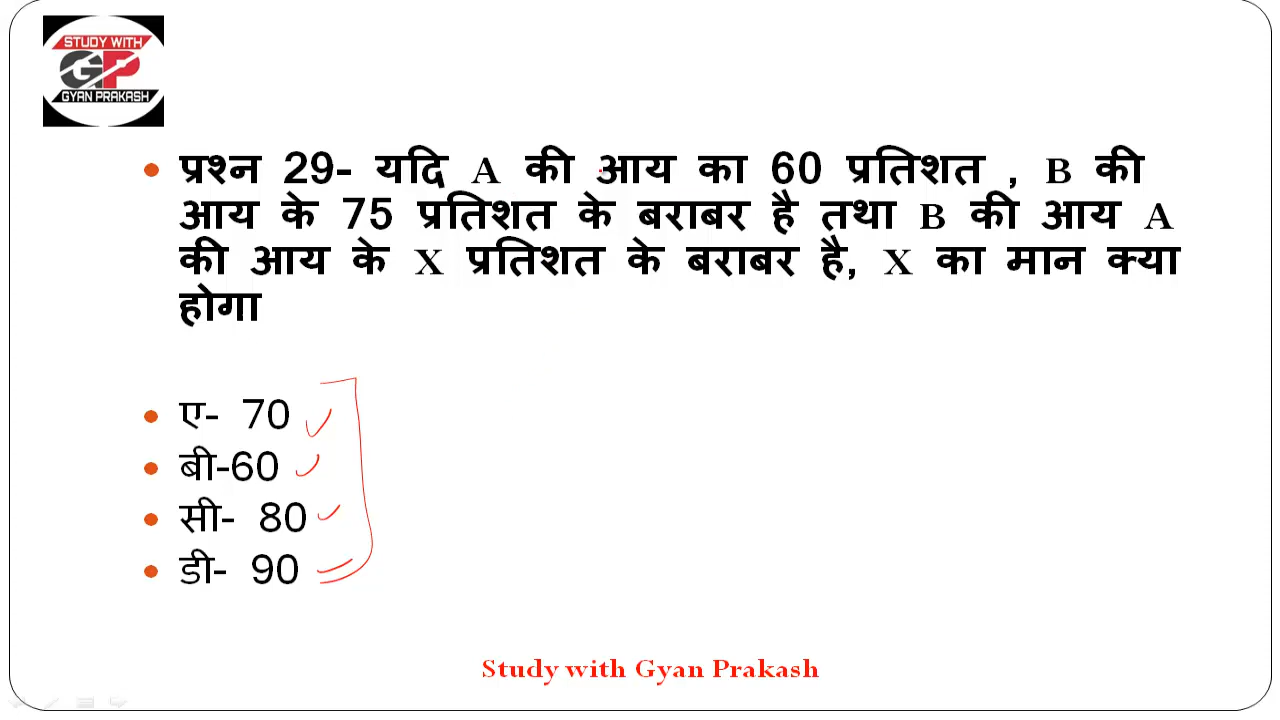 STUDY WITH
GP
GYAN PRAKASH
प्रश्न 29- यदि A की आय का 60 प्रतिशत , B की
आय के 75 प्रतिशत के बराबर है तथा B की आय A
की आय के X प्रतिशत के बराबर है, X का मान क्या
होगा
ए- 70
बी-60
सी- 80
डी- 90
Study with Gyan Prakash